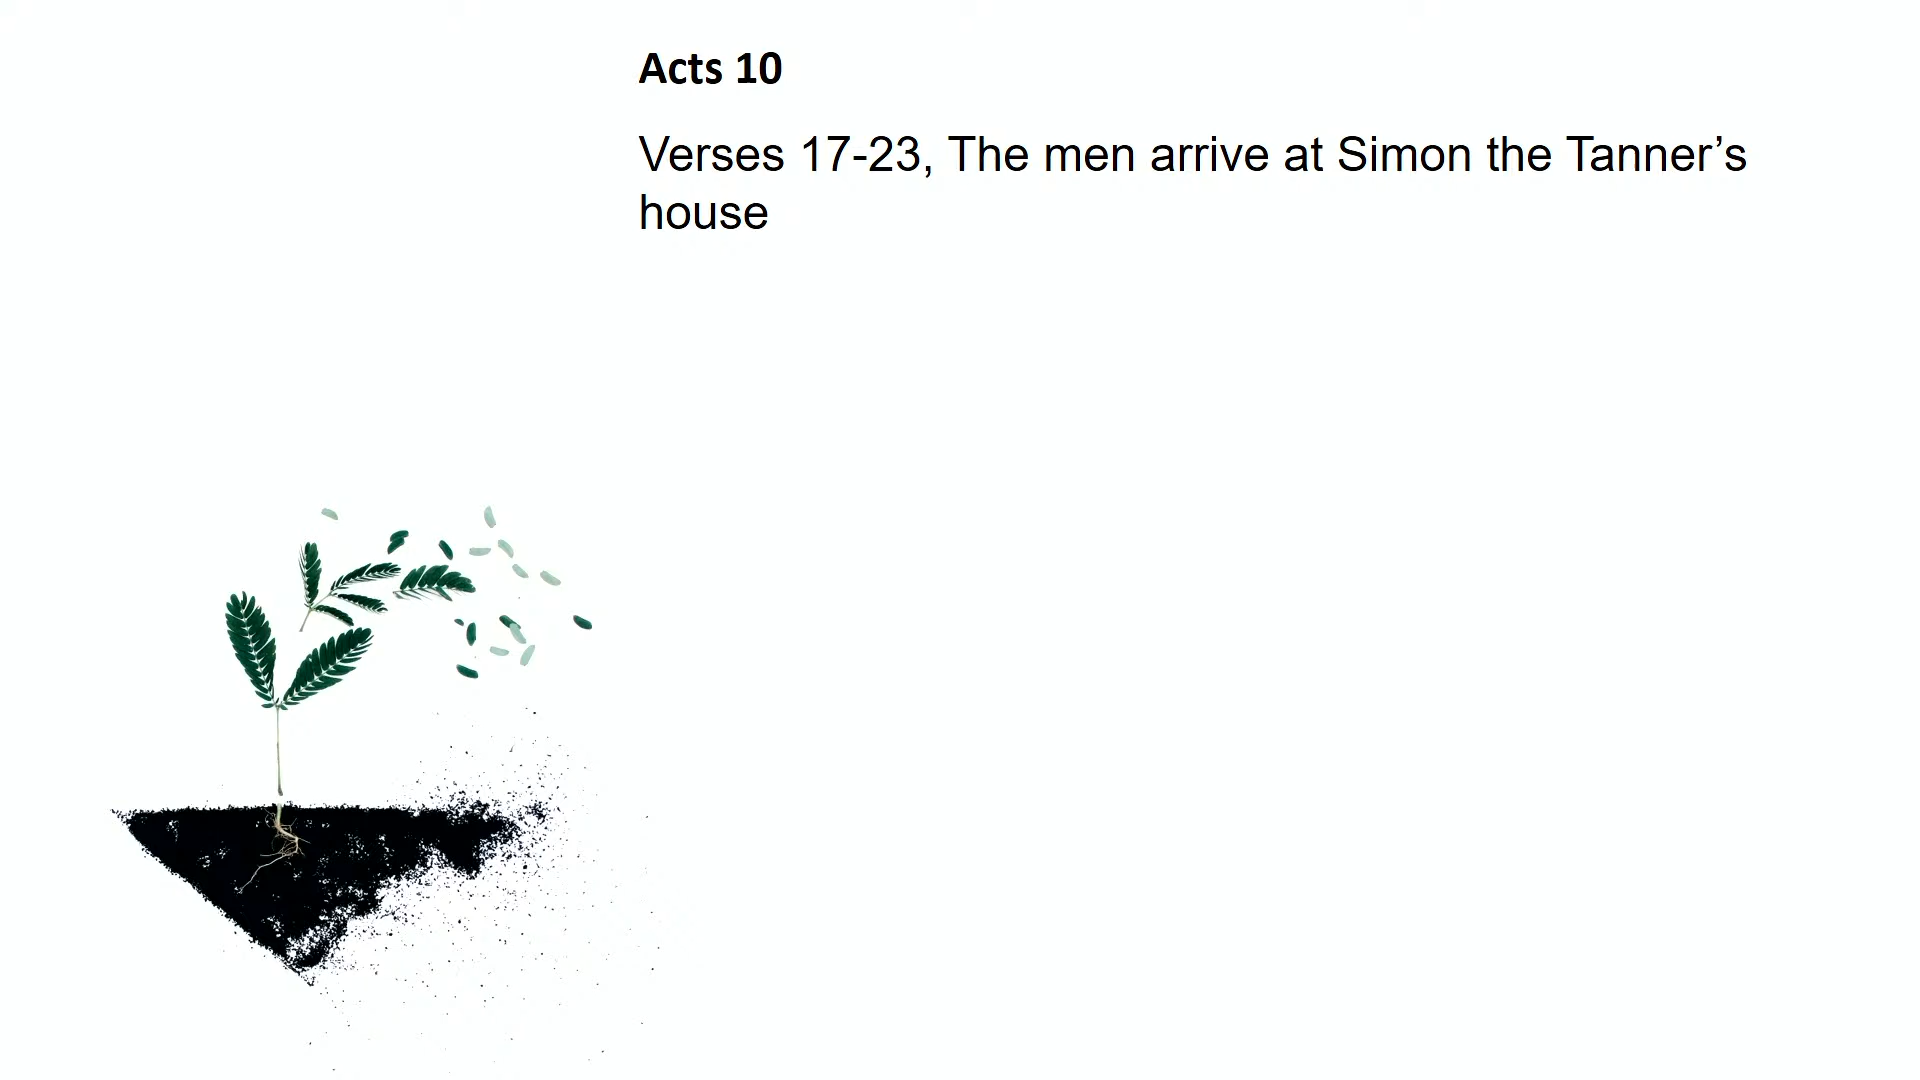 Acts 10
Verses 17-23, The men arrive at Simon the Tanner’s
house